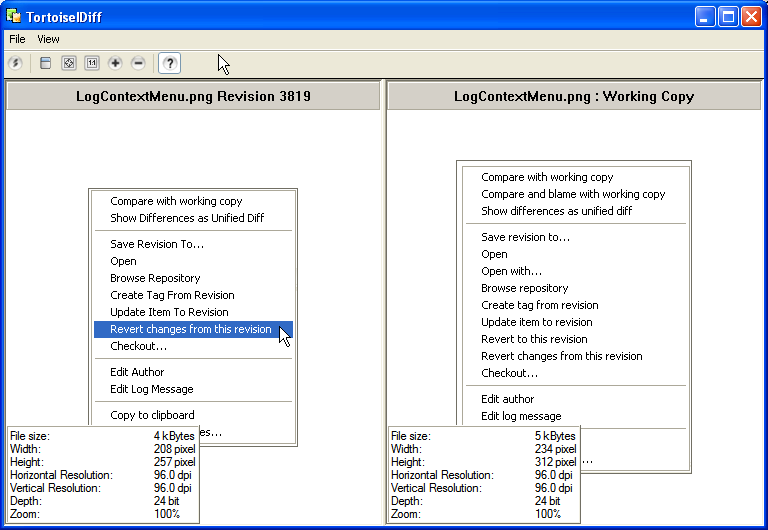 TortoiseIDiff
File View
1:1 ?
LogContextMenu.png Revision 3819
Compare with working copy
Show Differences as Unified Diff
Save Revision To...
Open
Browse Repository
Create Tag From Revision
Update Item To Revision
Revert changes from this revision
Checkout...
Edit Author
Edit Log Message
Copy to clipboard
es...
File size: 4 kBytes
Width: 208 pixel
Height: 257 pixel
Horizontal Resolution: 96.0 dpi
Vertical Resolution: 96.0 dpi
Depth: 24 bit
Zoom: 100%
LogContextMenu.png : Working Copy
Compare with working copy
Compare and blame with working copy
Show differences as unified diff
Save revision to...
Open
Open with...
Browse repository
Create tag from revision
Update item to revision
Revert to this revision
Revert changes from this revision
Checkout...
Edit author
Edit log message
...
File size: 5 kBytes
Width: 234 pixel
Height: 312 pixel
Horizontal Resolution: 96.0 dpi
Vertical Resolution: 96.0 dpi
Depth: 24 bit
Zoom: 100%